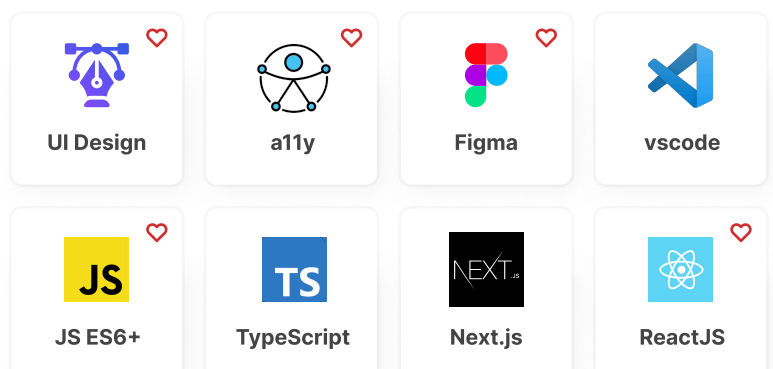 UI Design
a11y
Figma
vscode
JS
TS
NEXT.JS
JS ES6+
TypeScript
Next.js
ReactJS